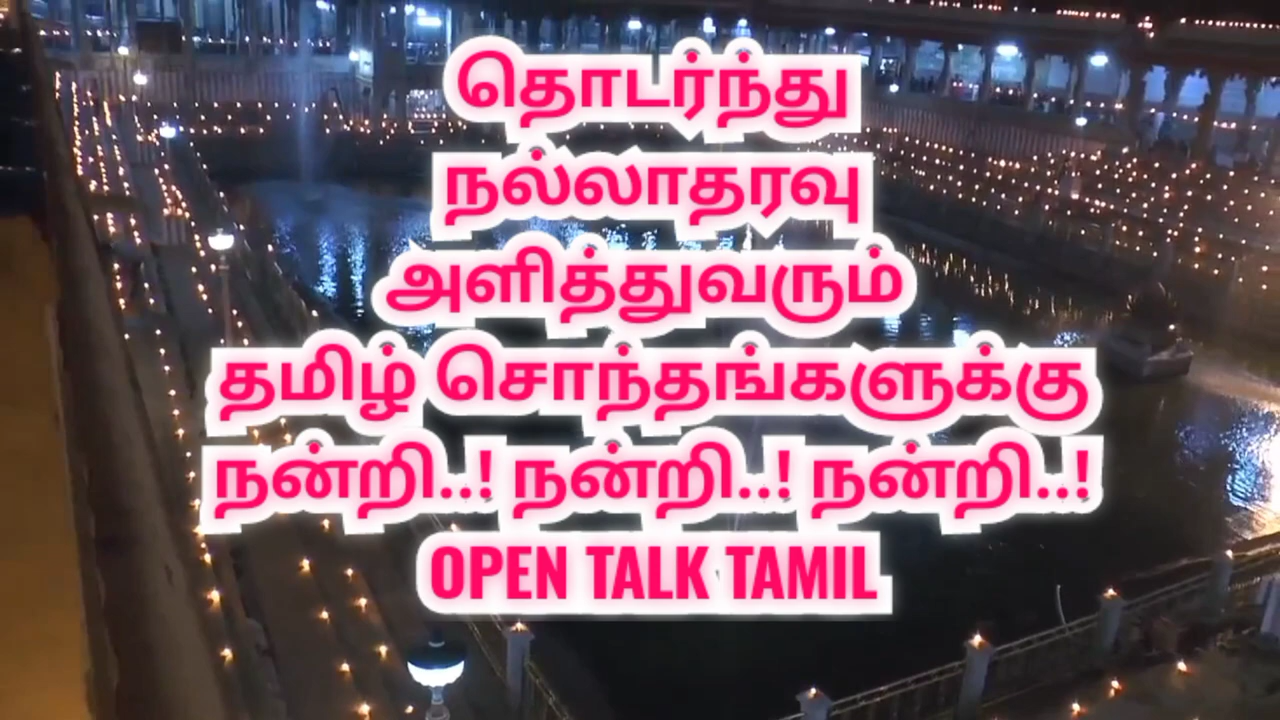 தொடர்ந்து
நல்லாதரவு
அளித்துவரும்
தமிழ் சொந்தங்களுக்கு
நன்றி..! நன்றி..! நன்றி..!
OPEN TALK TAMIL